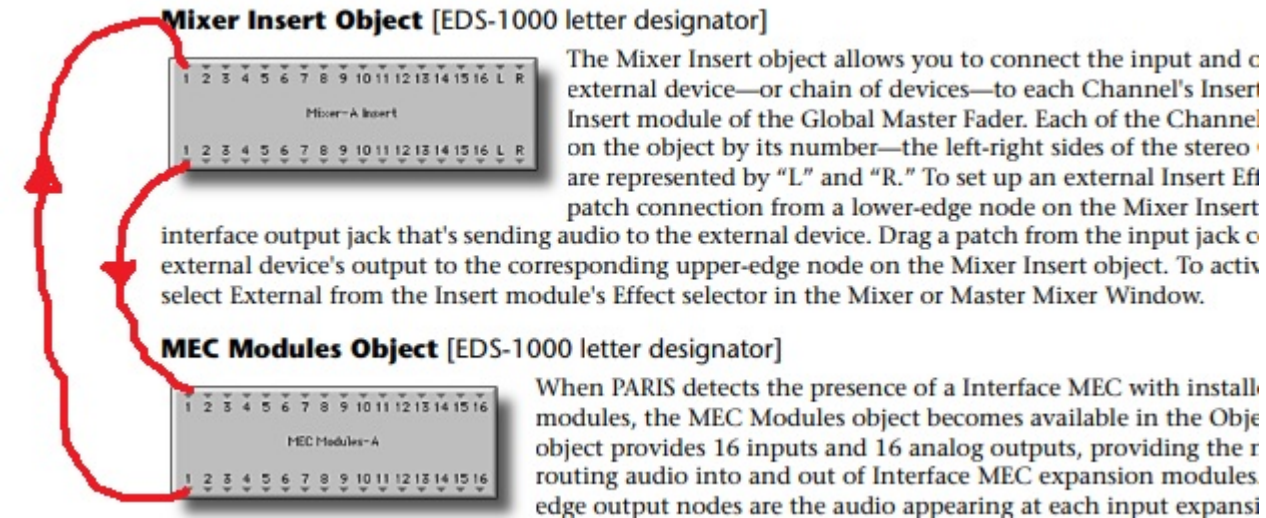 Mixer Insert Object [EDS-1000 letter designator]
1 2 3 4 5 6 7 8 9 10 11 12 13 14 15 16 L R
Mixer-A Insert
1 2 3 4 5 6 7 8 9 10 11 12 13 14 15 16 L R
The Mixer Insert object allows you to connect the input and
external device—or chain of devices—to each Channel's Insert
Insert module of the Global Master Fader. Each of the Channel
on the object by its number—the left-right sides of the stereo
are represented by “L” and “R.” To set up an external Insert Eff
patch connection from a lower-edge node on the Mixer Insert
interface output jack that's sending audio to the external device. Drag a patch from the input jack
external device's output to the corresponding upper-edge node on the Mixer Insert object. To activ
select External from the Insert module's Effect selector in the Mixer or Master Mixer Window.
MEC Modules Object [EDS-1000 letter designator]
1 2 3 4 5 6 7 8 9 10 11 12 13 14 15 16
MEC Modules-A
1 2 3 4 5 6 7 8 9 10 11 12 13 14 15 16
When PARIS detects the presence of a Interface MEC with installe
modules, the MEC Modules object becomes available in the Obje
object provides 16 inputs and 16 analog outputs, providing the
routing audio into and out of Interface MEC expansion modules.
edge output nodes are the audio appearing at each input expansi